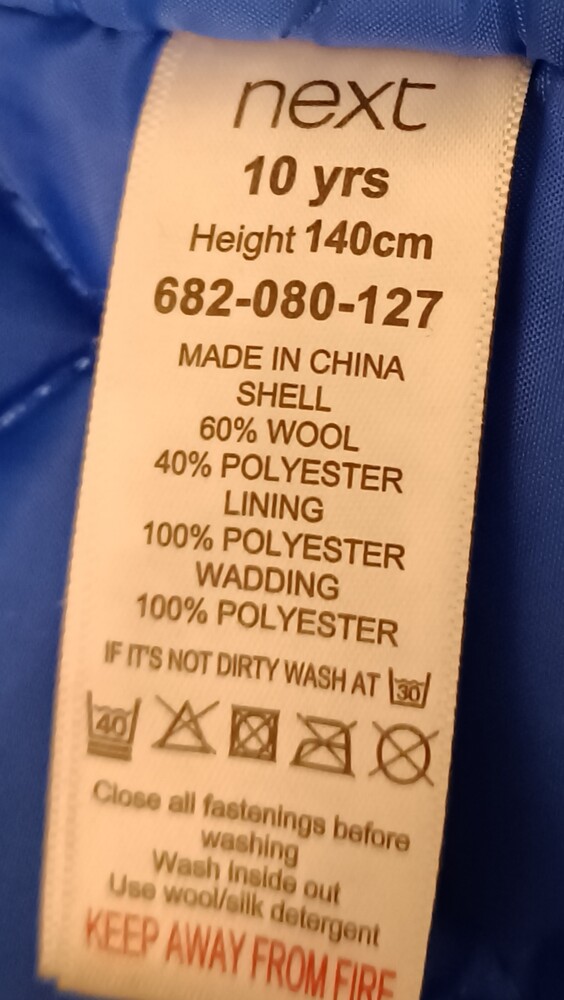 next
10 yrs
Height 140cm
682-080-127
MADE IN CHINA
SHELL
60% WOOL
40% POLYESTER
LINING
100% POLYESTER
WADDING
100% POLYESTER
IF IT'S NOT DIRTY WASH AT 30
40
Close all fastenings before
washing
Wash inside out
Use wool/silk detergent
KEEP AWAY FROM FIRE